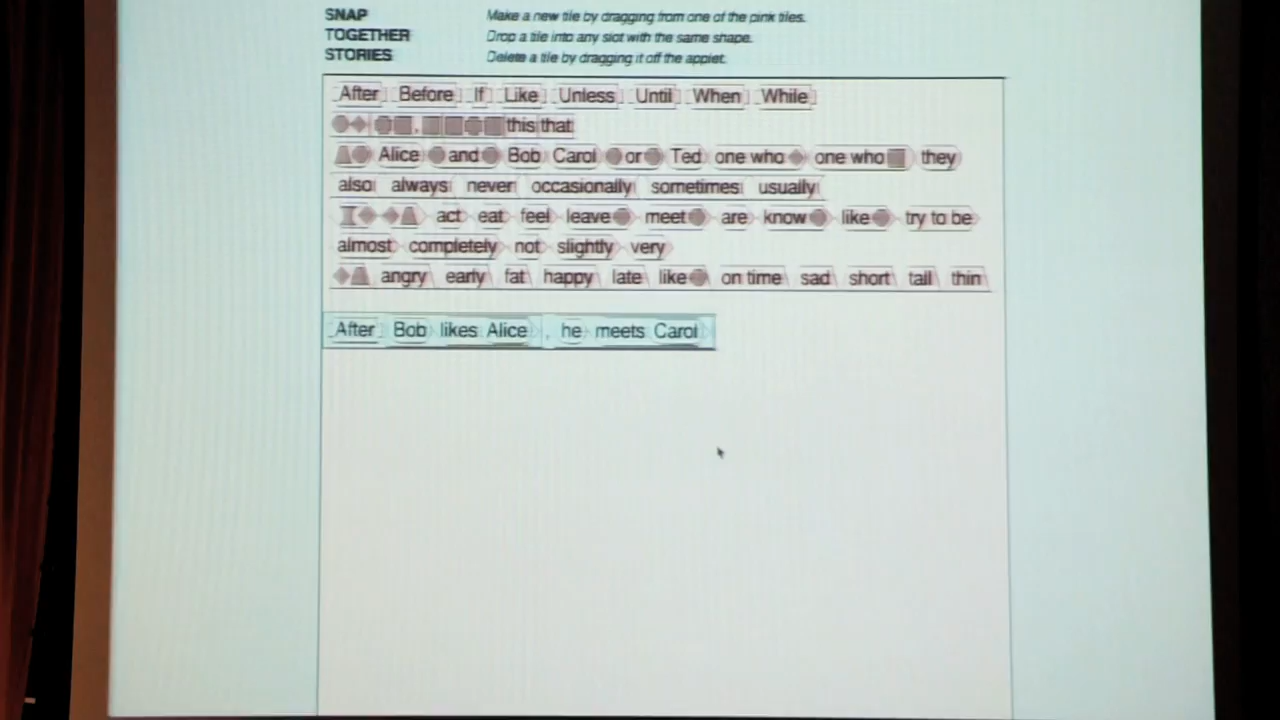 SNAP
TOGETHER
STORIES
Make a new tile by dragging from one of the pink tiles.
Drop a tile into any slot with the same shape.
Delete a tile by dragging it off the applet.
After Before If Like Unless Until When While
, this that
Alice and Bob Carol or Ted one who one who they
also always never occasionally sometimes usually
act eat feel leave meet are know like try to be
almost completely not slightly very
angry early fat happy late like on time sad short tall thin
After Bob likes Alice , he meets Carol